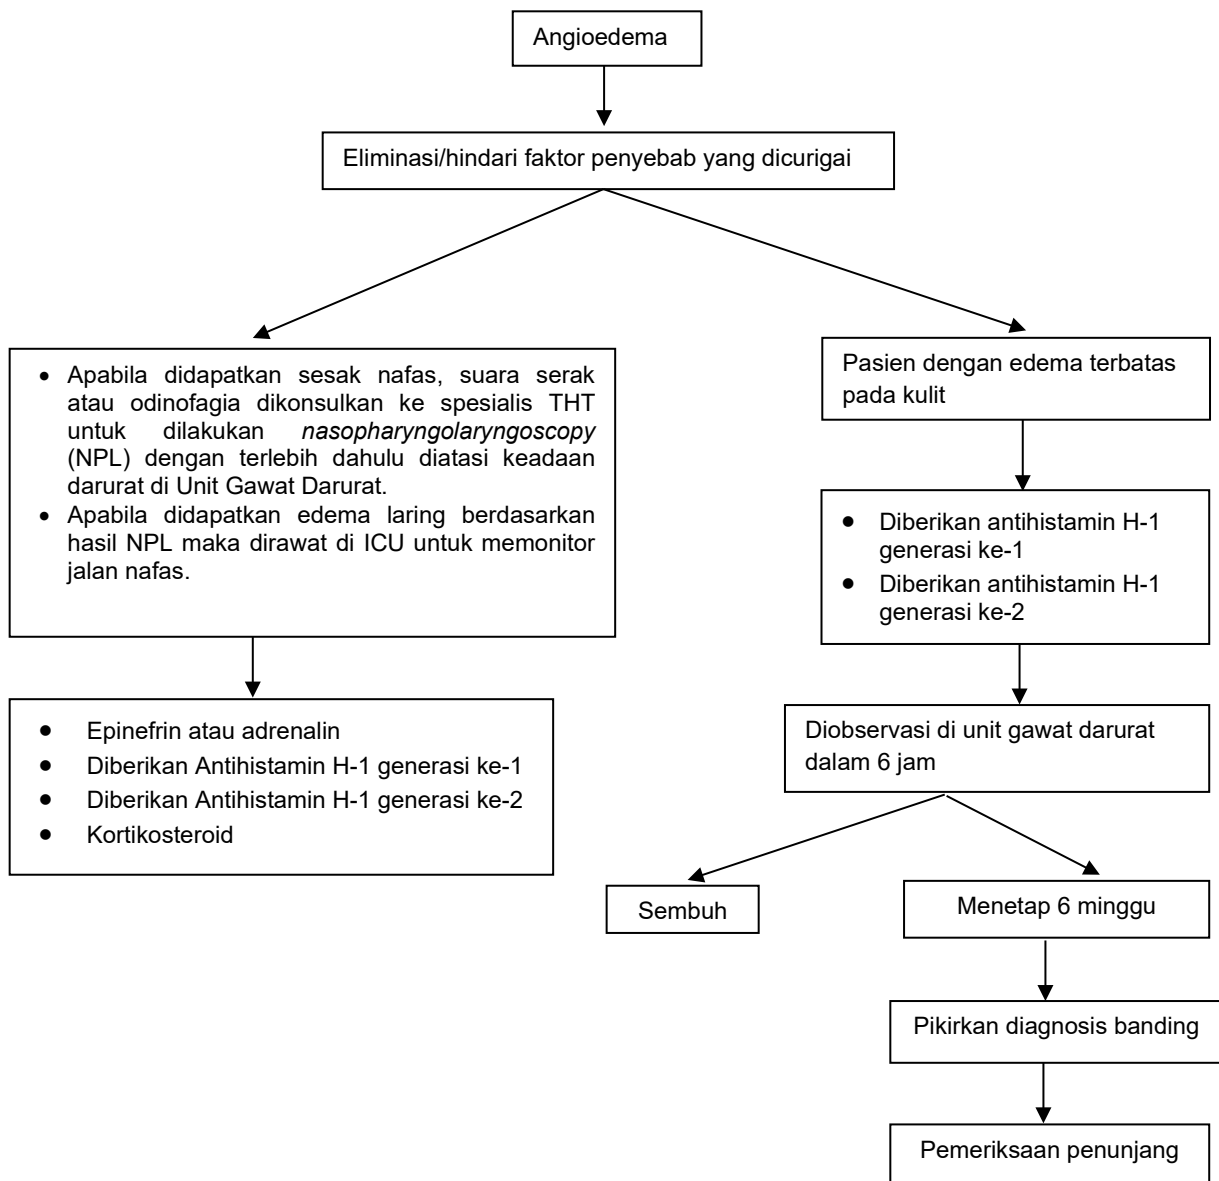 Angioedema
Eliminasi/hindari faktor penyebab yang dicurigai
• Apabila didapatkan sesak nafas, suara serak
atau odinofagia dikonsulkan ke spesialis THT
untuk dilakukan nasopharyngolaryngoscopy
(NPL) dengan terlebih dahulu diatasi keadaan
darurat di Unit Gawat Darurat.
• Apabila didapatkan edema laring berdasarkan
hasil NPL maka dirawat di ICU untuk memonitor
jalan nafas.
• Epinefrin atau adrenalin
• Diberikan Antihistamin H-1 generasi ke-1
• Diberikan Antihistamin H-1 generasi ke-2
• Kortikosteroid
Pasien dengan edema terbatas
pada kulit
• Diberikan antihistamin H-1
generasi ke-1
• Diberikan antihistamin H-1
generasi ke-2
Diobservasi di unit gawat darurat
dalam 6 jam
Sembuh
Menetap 6 minggu
Pikirkan diagnosis banding
Pemeriksaan penunjang